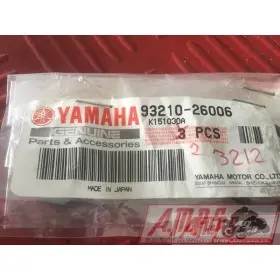 YAMAHA 93210-26006
K151030A
GENUINE
Parts & Accessories
3 PCS
2 3212
YAMAHA MOTOR CO., LTD.
MADE IN JAPAN